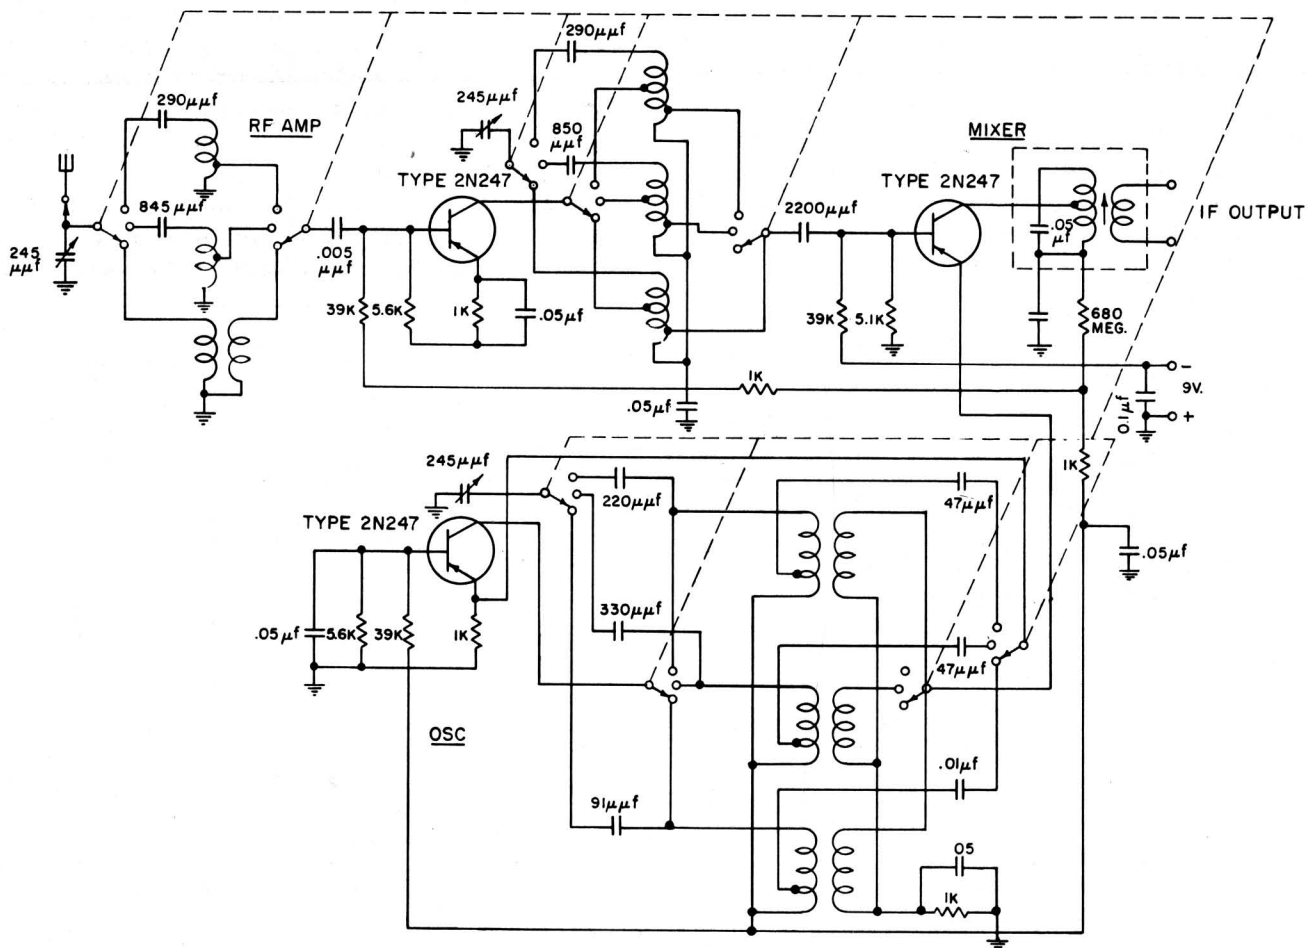 290μμf
290μμf
245μμf
RF AMP
850
μμf
MIXER
TYPE 2N247
TYPE 2N247
845μμf
2200μμf
IF OUTPUT
.05
μf
245
μμf
.005
μμf
39K
5.6K
1K
.05μf
39K
5.1K
680
MEG.
1K
−
9V.
+
0.1μf
.05μf
245μμf
220μμf
47μμf
1K
TYPE 2N247
.05μf
330μμf
.05μf
5.6K
39K
1K
47μμf
OSC
.01μf
91μμf
05
1K